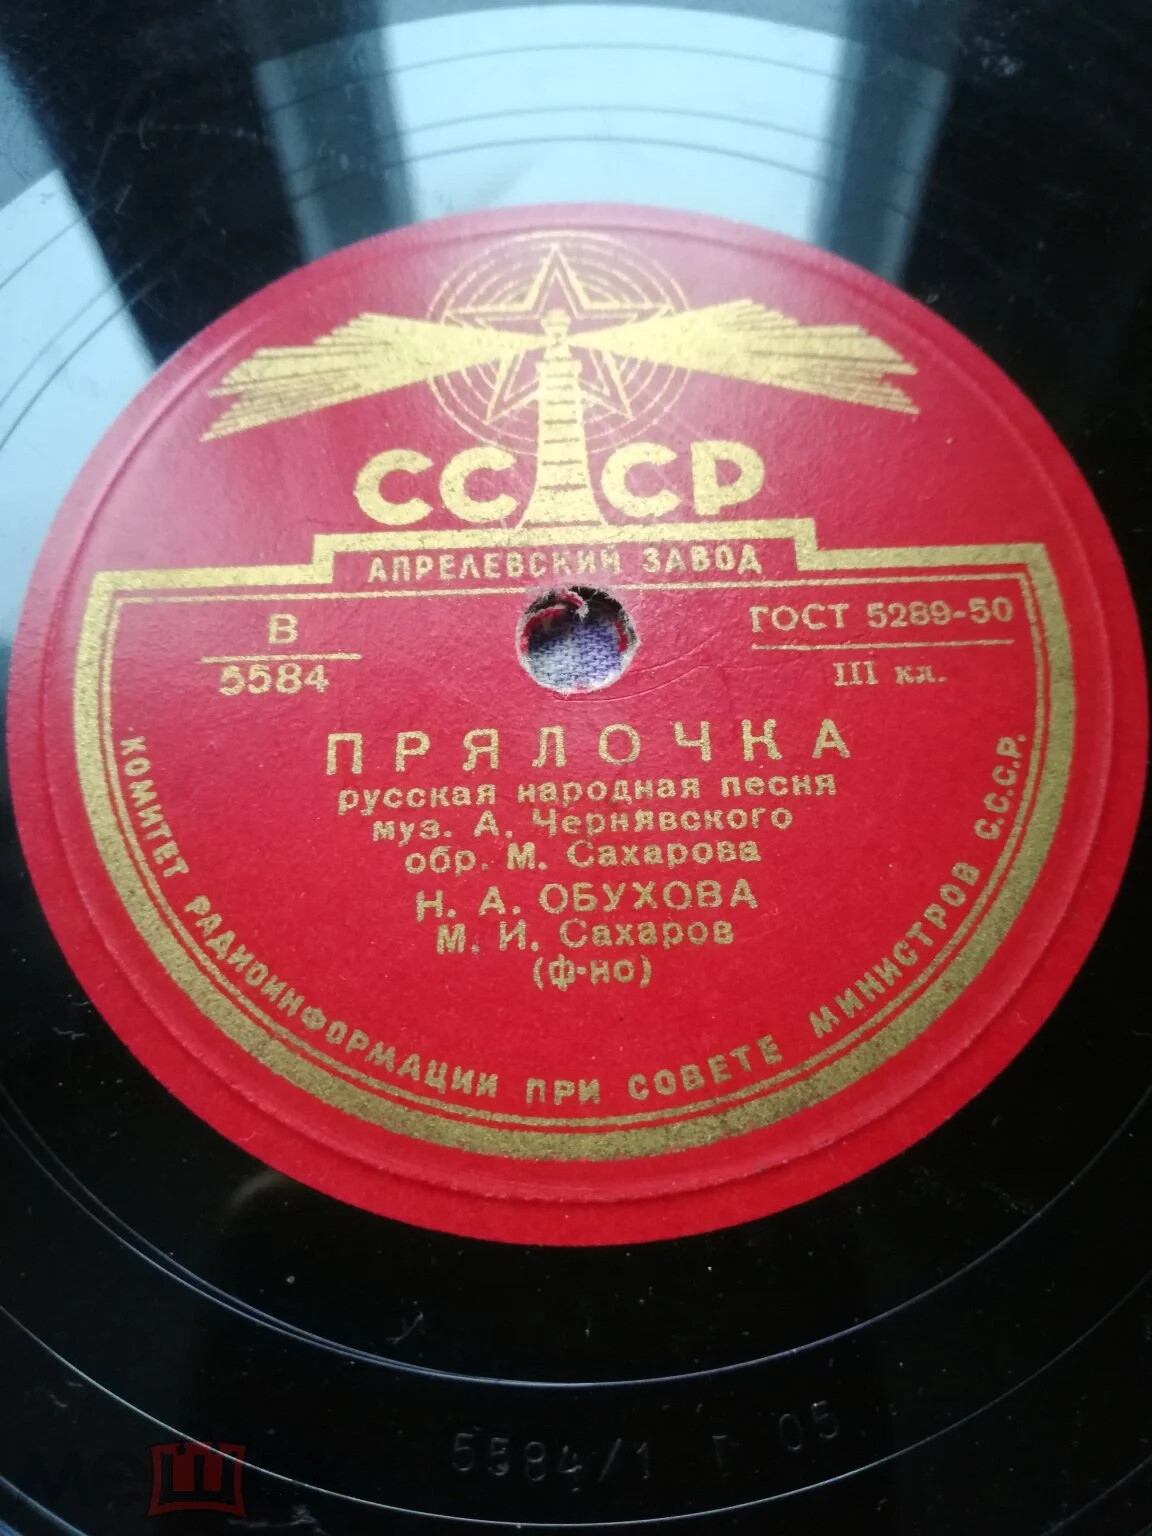 СССР
АПРЕЛЕВСКИЙ ЗАВОД
В
5584
ГОСТ 5289-50
III кл.
ПРЯЛОЧКА
русская народная песня
муз. А. Чернявского
обр. М. Сахарова
Н. А. ОБУХОВА
М. И. Сахаров
(ф-но)
КОМИТЕТ РАДИОИНФОРМАЦИИ ПРИ СОВЕТЕ МИНИСТРОВ С.С.С.Р.
5584/1 Г 05